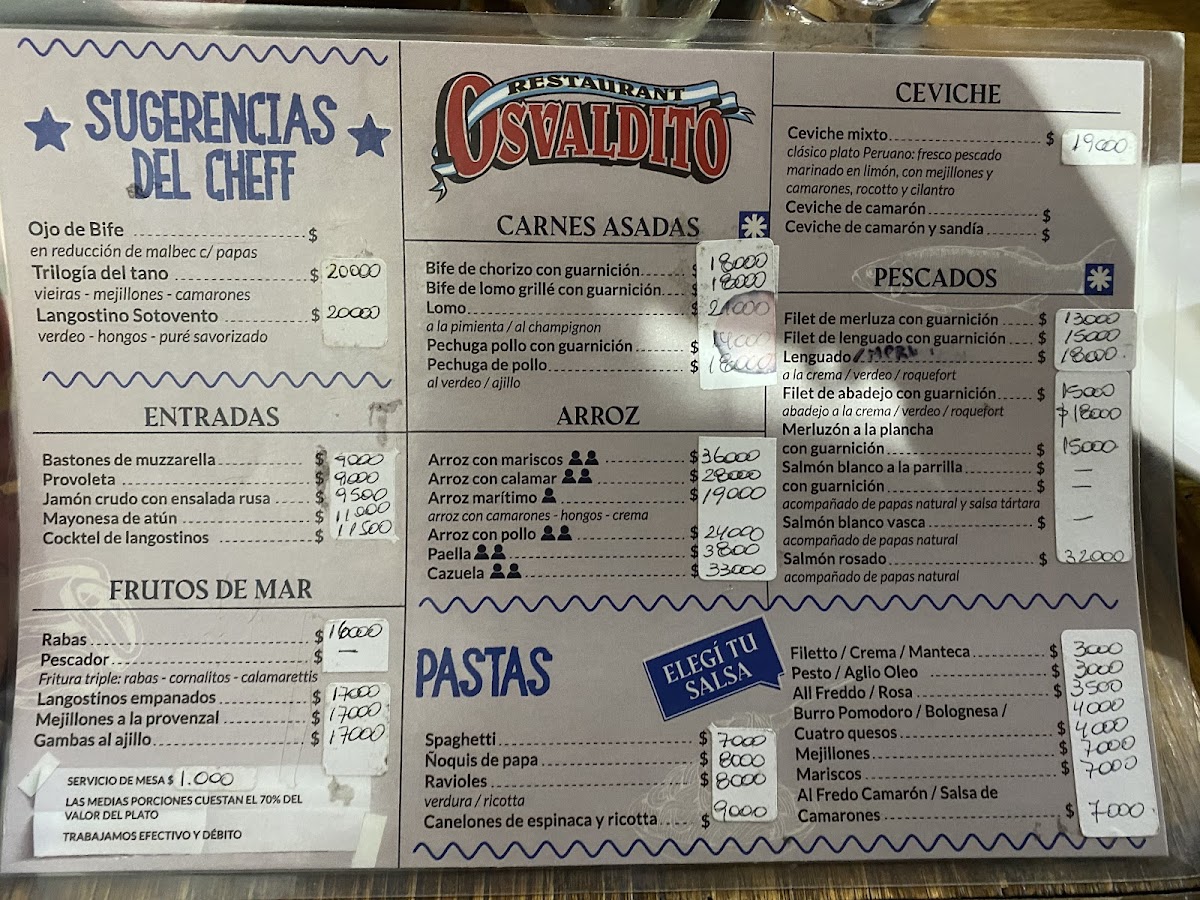 SUGERENCIAS
DEL CHEFF
Ojo de Bife $
en reducción de malbec c/ papas
Trilogía del tano $ 20000
vieiras - mejillones - camarones
Langostino Sotovento $ 20000
verdeo - hongos - puré savorizado
ENTRADAS
Bastones de muzzarella $ 9000
Provoleta $ 9000
Jamón crudo con ensalada rusa $ 9500
Mayonesa de atún $ 11000
Cocktel de langostinos $ 11500
FRUTOS DE MAR
Rabas $ 16000
Pescador $ —
Fritura triple: rabas - cornalitos - calamarettis
Langostinos empanados $ 17000
Mejillones a la provenzal $ 17000
Gambas al ajillo $ 17000
SERVICIO DE MESA $ 1.000
LAS MEDIAS PORCIONES CUESTAN EL 70% DEL
VALOR DEL PLATO
TRABAJAMOS EFECTIVO Y DÉBITO
RESTAURANT
OSVALDITO
CARNES ASADAS
Bife de chorizo con guarnición $ 18000
Bife de lomo grillé con guarnición $ 18000
Lomo $ 21000
a la pimienta / al champignon
Pechuga pollo con guarnición $ 14000
Pechuga de pollo $ 18000
al verdeo / ajillo
ARROZ
Arroz con mariscos $ 36000
Arroz con calamar $ 28000
Arroz marítimo $ 19000
arroz con camarones - hongos - crema
Arroz con pollo $ 24000
Paella $ 3800
Cazuela $ 33000
CEVICHE
Ceviche mixto $ 19000
clásico plato Peruano: fresco pescado
marinado en limón, con mejillones y
camarones, rocotto y cilantro
Ceviche de camarón $
Ceviche de camarón y sandía $
PESCADOS
Filet de merluza con guarnición $ 13000
Filet de lenguado con guarnición $ 15000
Lenguado $ 18000
a la crema / verdeo / roquefort
Filet de abadejo con guarnición $ 15000
abadejo a la crema / verdeo / roquefort $18000
Merluzón a la plancha
con guarnición $ 15000
Salmón blanco a la parrilla $ —
con guarnición $ —
acompañado de papas natural y salsa tártara
Salmón blanco vasca $ —
acompañado de papas natural
Salmón rosado $ 32000
acompañado de papas natural
PASTAS
ELEGÍ TU
SALSA
Spaghetti $ 7000
Ñoquis de papa $ 8000
Ravioles $ 8000
verdura / ricotta
Canelones de espinaca y ricotta $ 9000
Filetto / Crema / Manteca $ 3000
Pesto / Aglio Oleo $ 3000
All Freddo / Rosa $ 3500
Burro Pomodoro / Bolognesa / 4000
Cuatro quesos $ 4000
Mejillones $ 7000
Mariscos $ 7000
Al Fredo Camarón / Salsa de
Camarones $ 7000